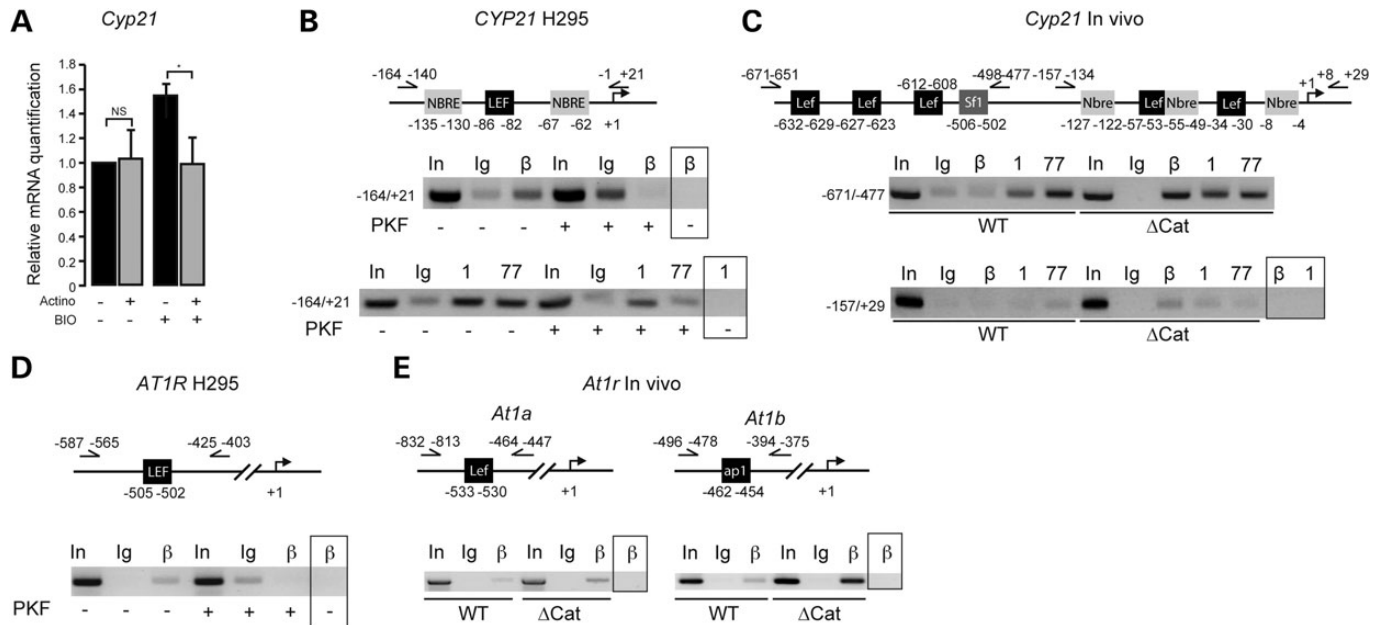 A
Cyp21
Relative mRNA quantification
1.8
1.6
1.4
1.2
1.0
1.8
1.6
1.4
1.2
0
NS
*
Actino - + - +
BIO - - + +
B
CYP21 H295
-164 -140
-1 +21
NBRE LEF NBRE
-135 -130 -86 -82 -67 -62 +1
In Ig β In Ig β β
-164/+21
PKF - - - + + + -
In Ig 1 77 In Ig 1 77 1
-164/+21
PKF - - - - + + + + -
C
Cyp21 In vivo
-671-651 -612-608 -498-477 -157 -134 +1 +8 +29
Lef Lef Lef Sf1 Nbre Lef Nbre Lef Nbre
-632-629 -627-623 -506-502 -127 -122 -57-53 -55-49 -34 -30 -8 -4
In Ig β 1 77 In Ig β 1 77
-671/-477
WT ΔCat
In Ig β 1 77 In Ig β 1 77 β 1
-157/+29
WT ΔCat
D
AT1R H295
-587 -565 -425 -403
LEF
-505 -502 +1
In Ig β In Ig β β
PKF - - - + + + -
E
At1r In vivo
At1a
-832 -813 -464 -447
Lef
-533 -530 +1
In Ig β In Ig β β
WT ΔCat
At1b
-496 -478 -394 -375
ap1
-462 -454 +1
In Ig β In Ig β β
WT ΔCat